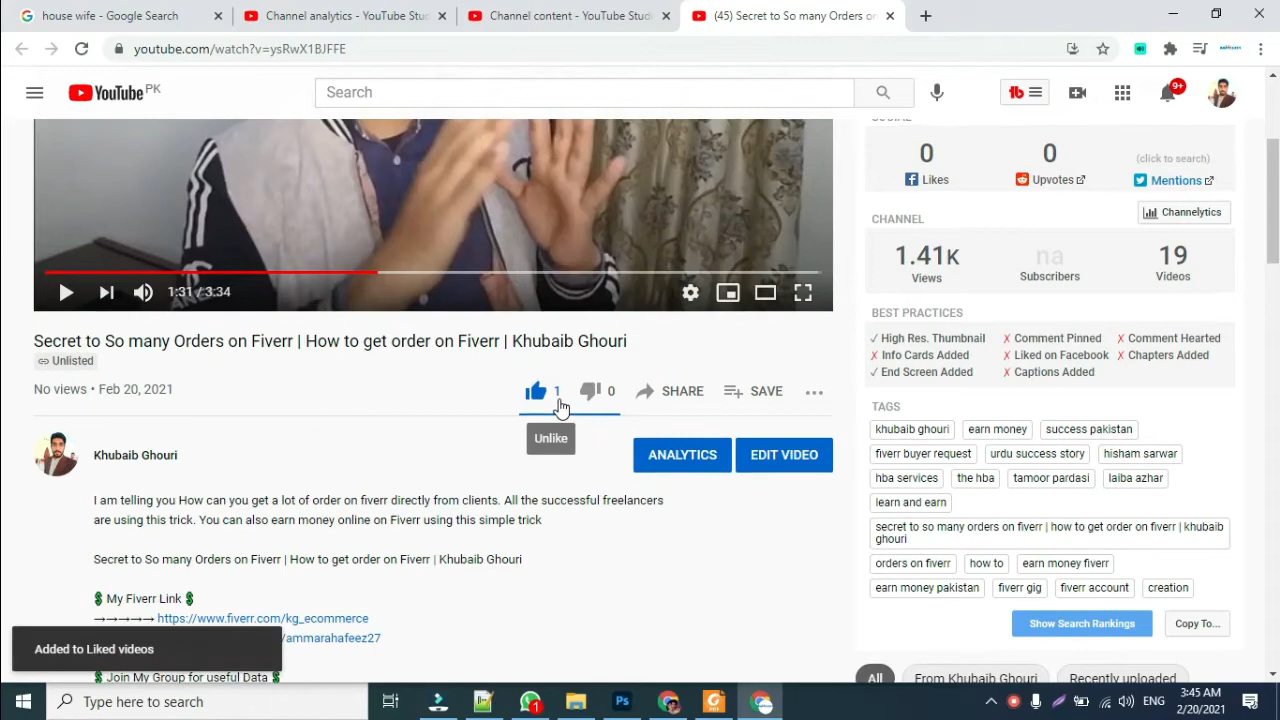 house wife - Google Search
Channel analytics - YouTube Stu
Channel content - YouTube Stud
(45) Secret to So many Orders on
youtube.com/watch?v=ysRwX1BJFFE
YouTube PK
Search
9+
0
Likes
0
Upvotes
(click to search)
Mentions
CHANNEL
Channelytics
1.41K
Views
na
Subscribers
19
Videos
1:31 / 3:34
BEST PRACTICES
✓ High Res. Thumbnail
✗ Comment Pinned
✗ Comment Hearted
✗ Info Cards Added
✗ Liked on Facebook
✗ Chapters Added
✓ End Screen Added
✗ Captions Added
Secret to So many Orders on Fiverr | How to get order on Fiverr | Khubaib Ghouri
Unlisted
No views • Feb 20, 2021
1
0
SHARE
SAVE
Unlike
Khubaib Ghouri
ANALYTICS
EDIT VIDEO
I am telling you How can you get a lot of order on fiverr directly from clients. All the successful freelancers
are using this trick. You can also earn money online on Fiverr using this simple trick
Secret to So many Orders on Fiverr | How to get order on Fiverr | Khubaib Ghouri
💲 My Fiverr Link 💲
→→→→→ https://www.fiverr.com/kg_ecommerce
/ammarahafeez27
💲 Join My Group for useful Data 💲
Added to Liked videos
TAGS
khubaib ghouri
earn money
success pakistan
fiverr buyer request
urdu success story
hisham sarwar
hba services
the hba
tamoor pardasi
laiba azhar
learn and earn
secret to so many orders on fiverr | how to get order on fiverr | khubaib
ghouri
orders on fiverr
how to
earn money fiverr
earn money pakistan
fiverr gig
fiverr account
creation
Show Search Rankings
Copy To...
All
From Khubaib Ghouri
Recently uploaded
Type here to search
1
ENG
3:45 AM
2/20/2021